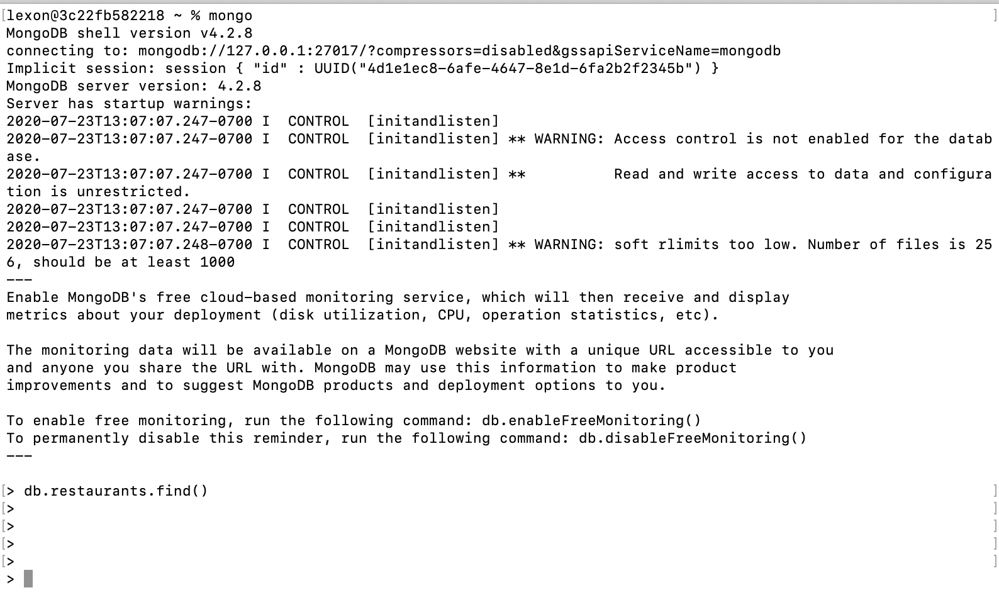 [lexon@3c22fb582218 ~ % mongo ]
MongoDB shell version v4.2.8
connecting to: mongodb://127.0.0.1:27017/?compressors=disabled&gssapiServiceName=mongodb
Implicit session: session { "id" : UUID("4d1e1ec8-6afe-4647-8e1d-6fa2b2f2345b") }
MongoDB server version: 4.2.8
Server has startup warnings:
2020-07-23T13:07:07.247-0700 I  CONTROL  [initandlisten]
2020-07-23T13:07:07.247-0700 I  CONTROL  [initandlisten] ** WARNING: Access control is not enabled for the datab
ase.
2020-07-23T13:07:07.247-0700 I  CONTROL  [initandlisten] **          Read and write access to data and configura
tion is unrestricted.
2020-07-23T13:07:07.247-0700 I  CONTROL  [initandlisten]
2020-07-23T13:07:07.247-0700 I  CONTROL  [initandlisten]
2020-07-23T13:07:07.248-0700 I  CONTROL  [initandlisten] ** WARNING: soft rlimits too low. Number of files is 25
6, should be at least 1000
---
Enable MongoDB's free cloud-based monitoring service, which will then receive and display
metrics about your deployment (disk utilization, CPU, operation statistics, etc).

The monitoring data will be available on a MongoDB website with a unique URL accessible to you
and anyone you share the URL with. MongoDB may use this information to make product
improvements and to suggest MongoDB products and deployment options to you.

To enable free monitoring, run the following command: db.enableFreeMonitoring()
To permanently disable this reminder, run the following command: db.disableFreeMonitoring()
---

[> db.restaurants.find() ]
[> ]
[> ]
[> ]
[> ]
>